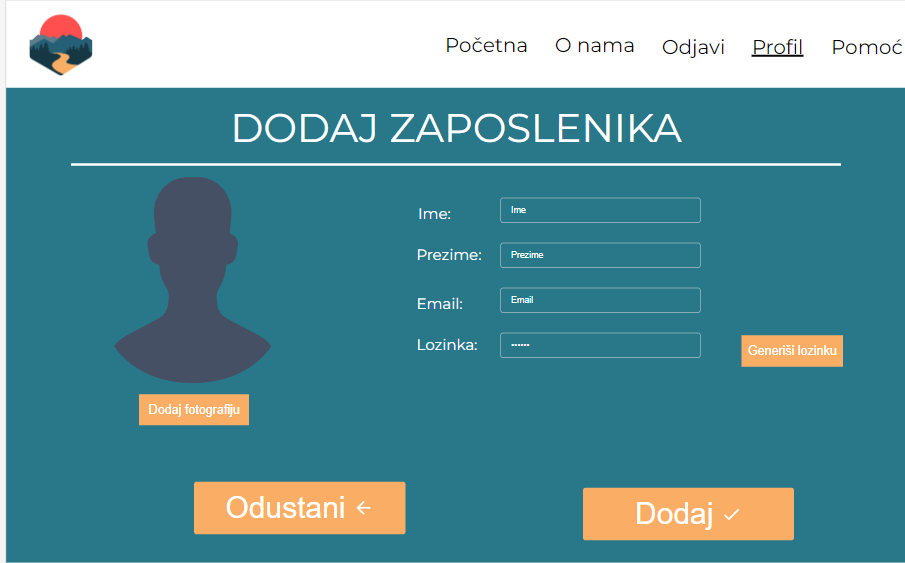 Početna O nama Odjavi Profil Pomoć
DODAJ ZAPOSLENIKA
Ime: Ime
Prezime: Prezime
Email: Email
Lozinka: ••••••
Generiši lozinku
Dodaj fotografiju
Odustani ←
Dodaj ✓